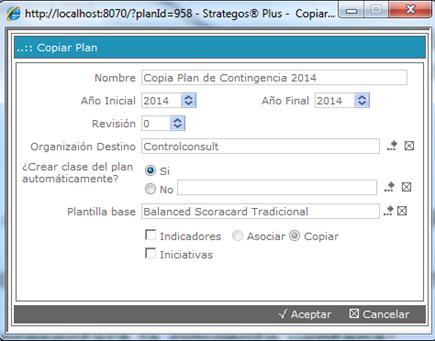 http://localhost:8070/?planId=958 - Strategos® Plus - Copiar...
..:: Copiar Plan
Nombre Copia Plan de Contingencia 2014
Año Inicial 2014 Año Final 2014
Revisión 0
Organizaión Destino Controlconsult
¿Crear clase del plan
automáticamente?
Si
No
Plantilla base Balanced Scoracard Tradicional
Indicadores Asociar Copiar
Iniciativas
Aceptar Cancelar